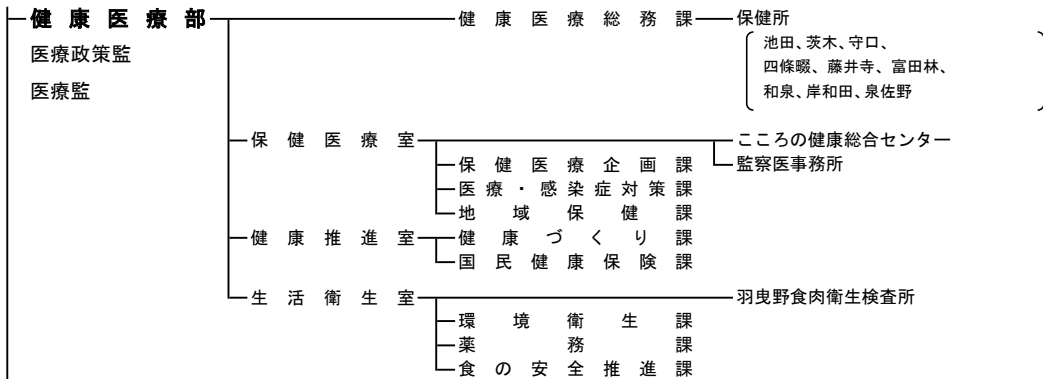 健康医療部 健康医療総務課 保健所
医療政策監
医療監
池田、茨木、守口、
四條畷、藤井寺、富田林、
和泉、岸和田、泉佐野
保健医療室 こころの健康総合センター
保健医療企画課 監察医事務所
医療・感染症対策課
地域保健課
健康推進室 健康づくり課
国民健康保険課
生活衛生室 羽曳野食肉衛生検査所
環境衛生課
薬務課
食の安全推進課